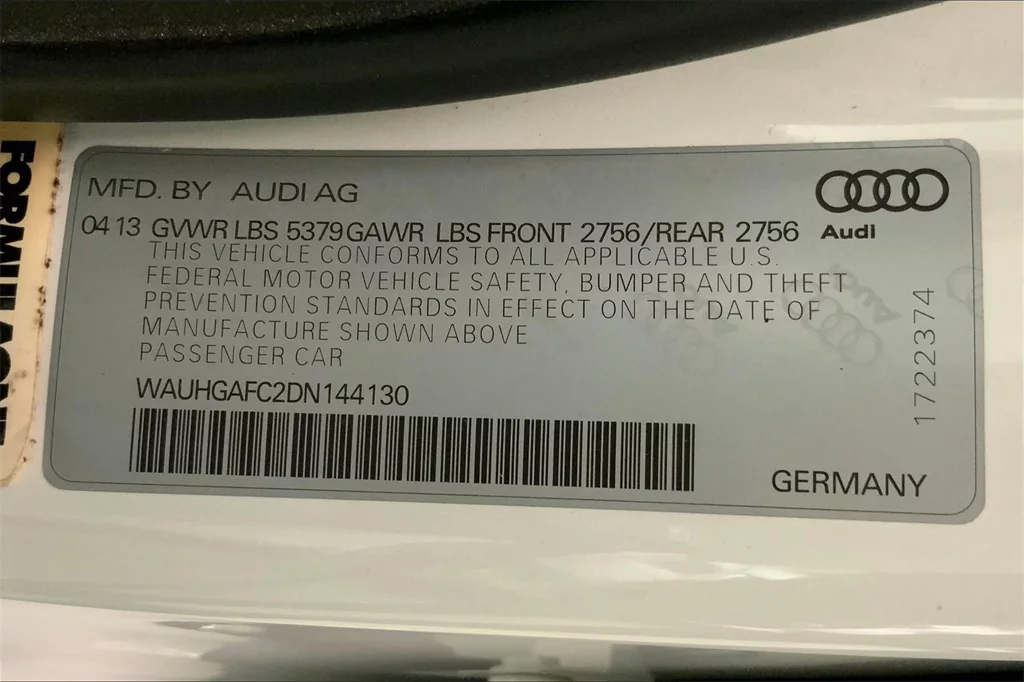 MFD. BY AUDI AG
04 13 GVWR LBS 5379 GAWR LBS FRONT 2756/REAR 2756
Audi
THIS VEHICLE CONFORMS TO ALL APPLICABLE U.S.
FEDERAL MOTOR VEHICLE SAFETY, BUMPER AND THEFT
PREVENTION STANDARDS IN EFFECT ON THE DATE OF
MANUFACTURE SHOWN ABOVE
PASSENGER CAR
WAUHGAFC2DN144130
GERMANY
1722374